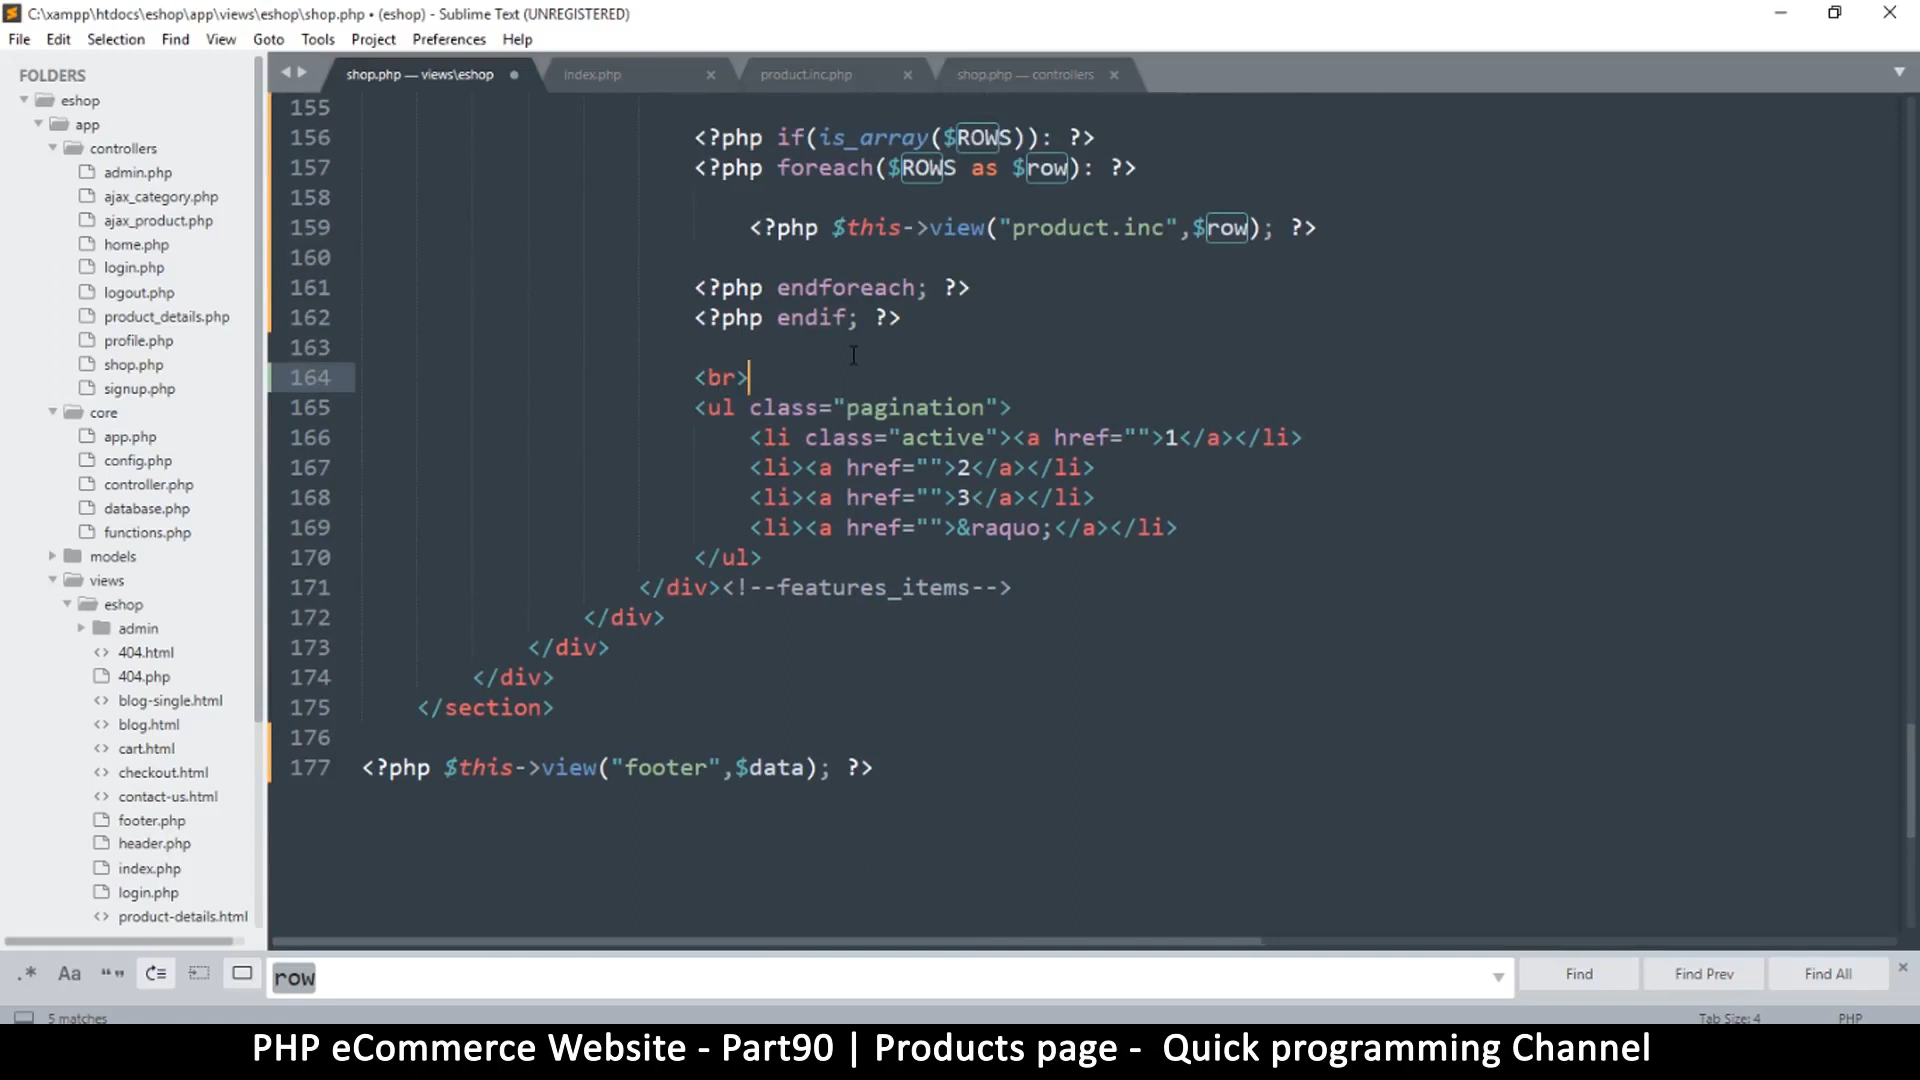 C:\xampp\htdocs\eshop\app\views\eshop\shop.php • (eshop) - Sublime Text (UNREGISTERED)
File Edit Selection Find View Goto Tools Project Preferences Help
FOLDERS
eshop
app
controllers
admin.php
ajax_category.php
ajax_product.php
home.php
login.php
logout.php
product_details.php
profile.php
shop.php
signup.php
core
app.php
config.php
controller.php
database.php
functions.php
models
views
eshop
admin
404.html
404.php
blog-single.html
blog.html
cart.html
checkout.html
contact-us.html
footer.php
header.php
index.php
login.php
product-details.html
shop.php — views\eshop index.php product.inc.php shop.php — controllers
155
156 <?php if(is_array($ROWS)): ?>
157 <?php foreach($ROWS as $row): ?>
158
159 <?php $this->view("product.inc",$row); ?>
160
161 <?php endforeach; ?>
162 <?php endif; ?>
163
164 <br>
165 <ul class="pagination">
166 <li class="active"><a href="">1</a></li>
167 <li><a href="">2</a></li>
168 <li><a href="">3</a></li>
169 <li><a href="">&raquo;</a></li>
170 </ul>
171 </div><!--features_items-->
172 </div>
173 </div>
174 </div>
175 </section>
176
177 <?php $this->view("footer",$data); ?>
.* Aa “” row Find Find Prev Find All
5 matches Tab Size: 4 PHP
PHP eCommerce Website - Part90 | Products page - Quick programming Channel